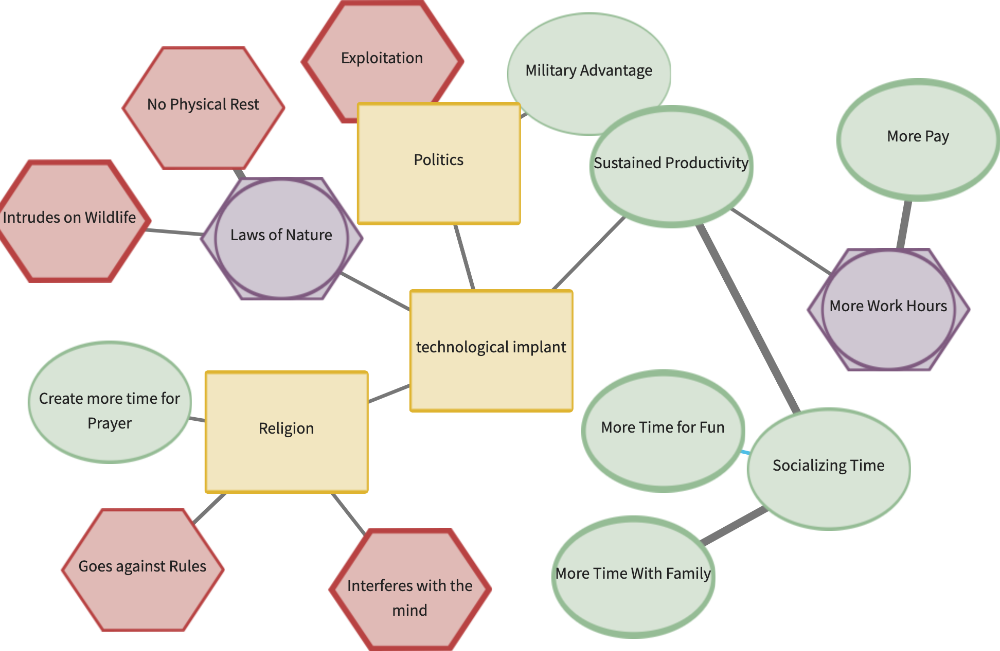 Exploitation
Military Advantage
No Physical Rest
More Pay
Politics
Sustained Productivity
Intrudes on Wildlife
Laws of Nature
More Work Hours
technological implant
Create more time for
Prayer
Religion
More Time for Fun
Socializing Time
Goes against Rules
More Time With Family
Interferes with the
mind